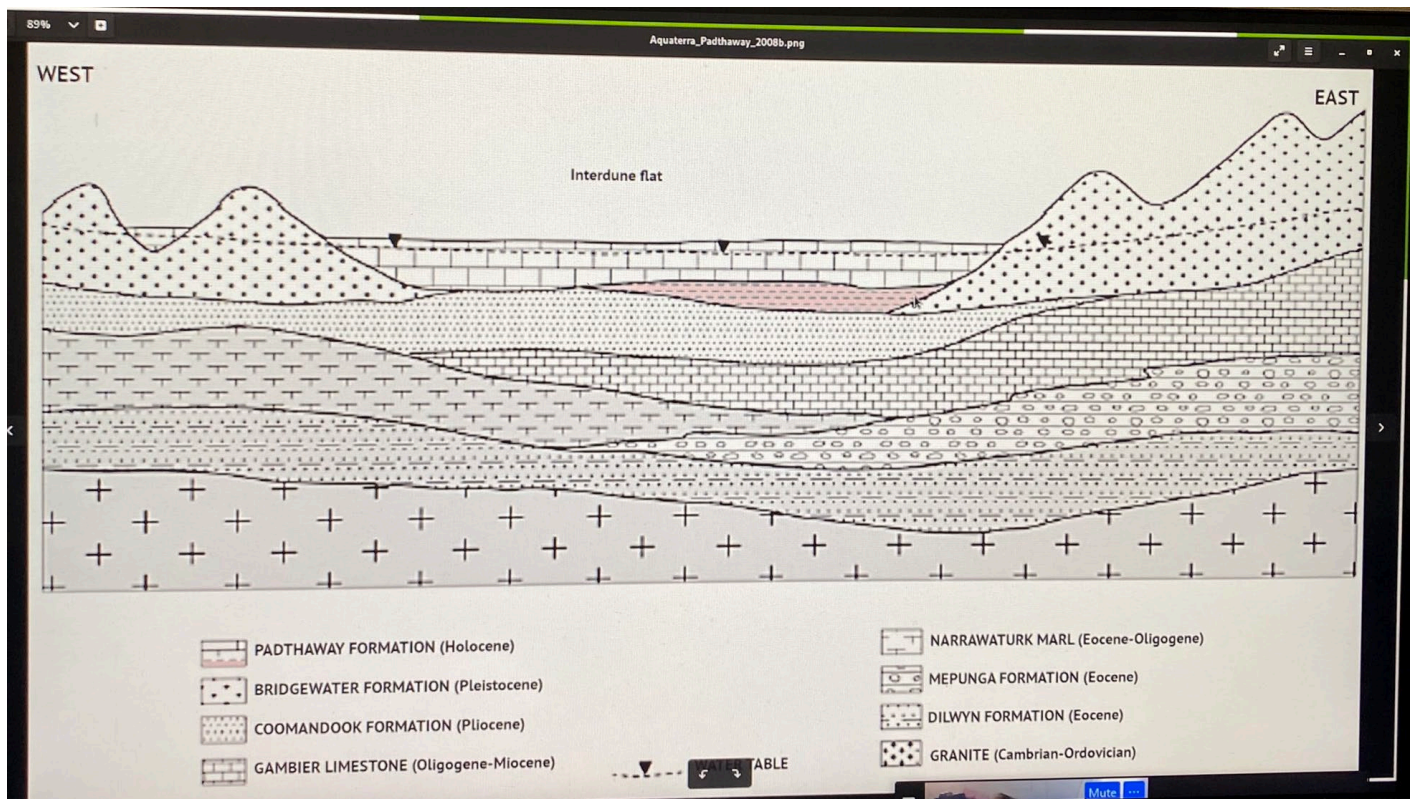 89%
Aquaterra_Padthaway_2008b.png
WEST
EAST
Interdune flat
PADTHAWAY FORMATION (Holocene)
BRIDGEWATER FORMATION (Pleistocene)
COOMANDOOK FORMATION (Pliocene)
GAMBIER LIMESTONE (Oligogene-Miocene)
WATER TABLE
NARRAWATURK MARL (Eocene-Oligogene)
MEPUNGA FORMATION (Eocene)
DILWYN FORMATION (Eocene)
GRANITE (Cambrian-Ordovician)
Mute